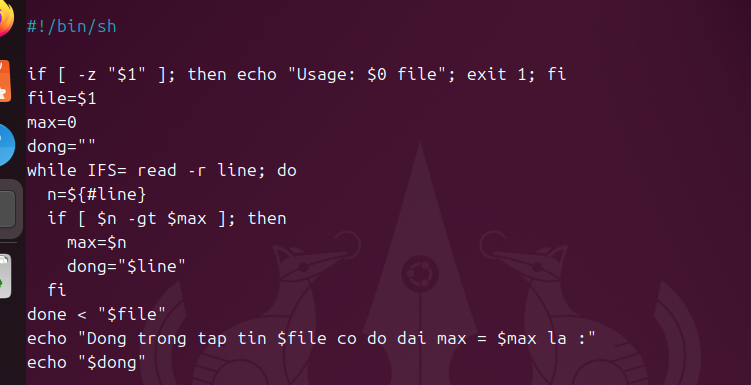 #!/bin/sh

if [ -z "$1" ]; then echo "Usage: $0 file"; exit 1; fi
file=$1
max=0
dong=""
while IFS= read -r line; do
  n=${#line}
  if [ $n -gt $max ]; then
    max=$n
    dong="$line"
  fi
done < "$file"
echo "Dong trong tap tin $file co do dai max = $max la :"
echo "$dong"